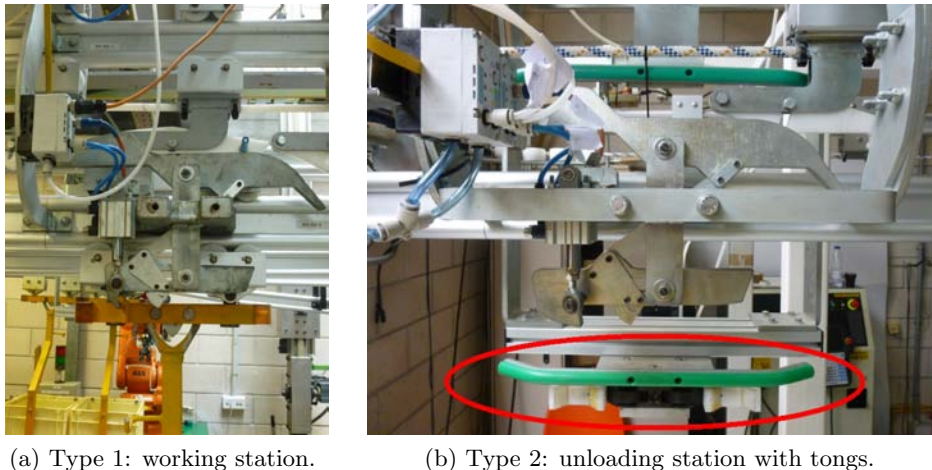 (a) Type 1: working station.
(b) Type 2: unloading station with tongs.